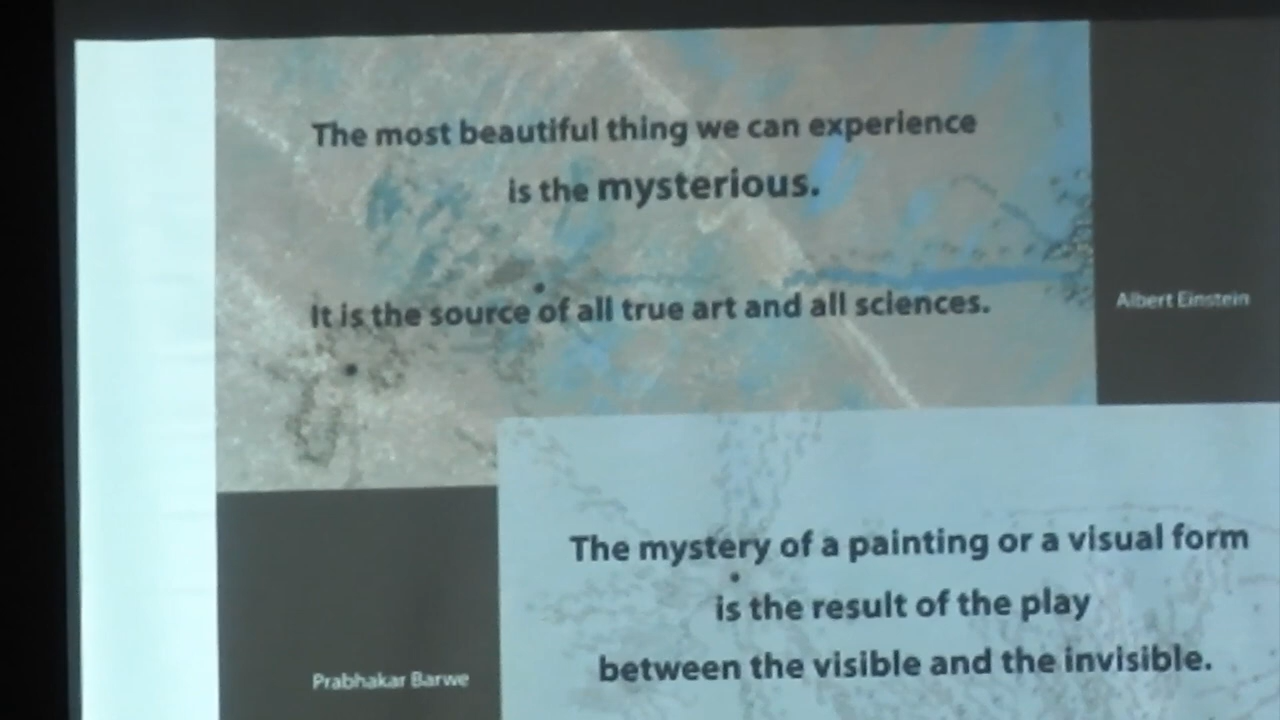 The most beautiful thing we can experience
is the mysterious.
It is the source of all true art and all sciences.
Albert Einstein
The mystery of a painting or a visual form
is the result of the play
between the visible and the invisible.
Prabhakar Barwe